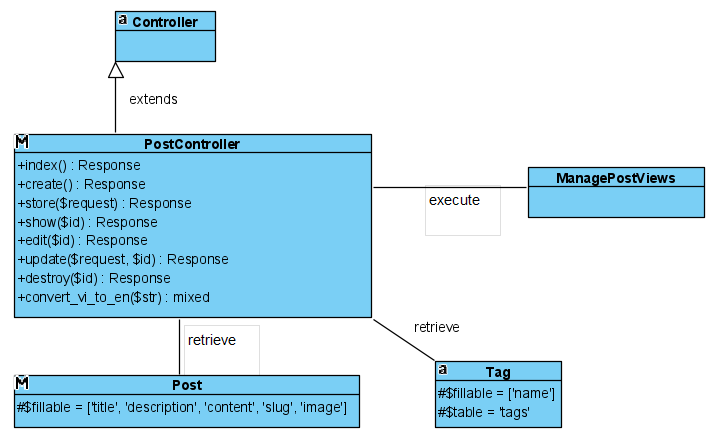 a Controller
extends
M PostController
+index() : Response
+create() : Response
+store($request) : Response
+show($id) : Response
+edit($id) : Response
+update($request, $id) : Response
+destroy($id) : Response
+convert_vi_to_en($str) : mixed
ManagePostViews
execute
retrieve
retrieve
M Post
#$fillable = ['title', 'description', 'content', 'slug', 'image']
a Tag
#$fillable = ['name']
#$table = 'tags'